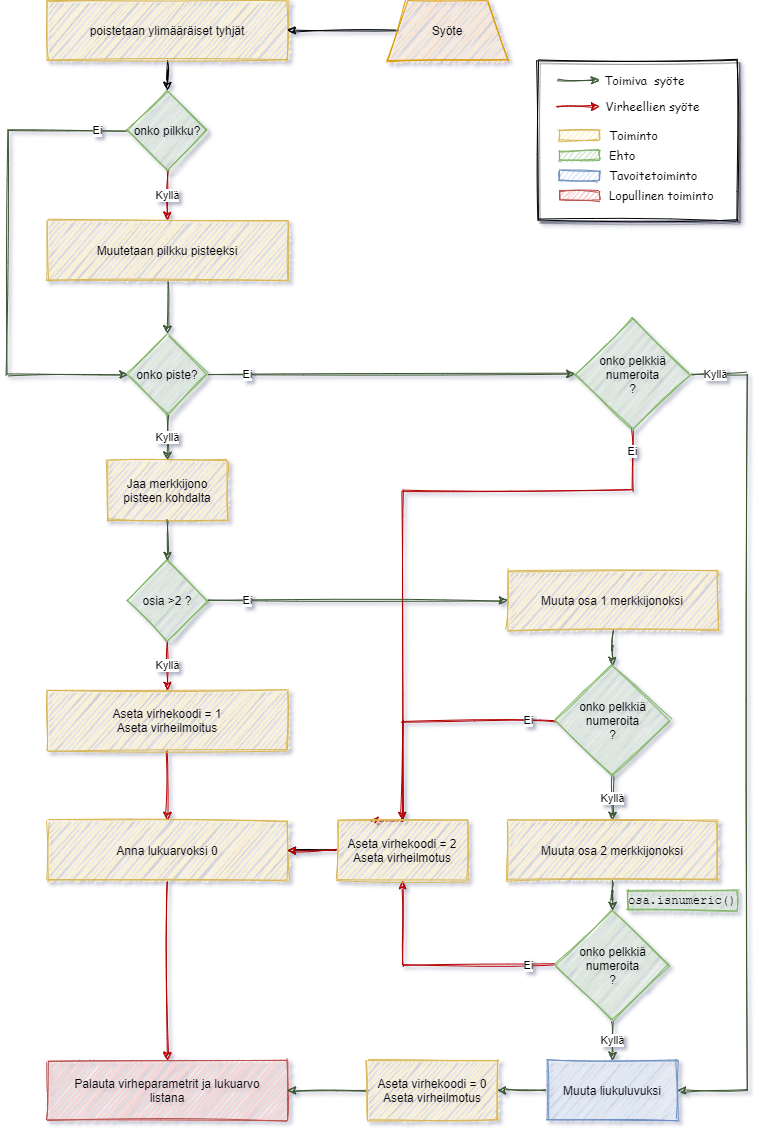 poistetaan ylimääräiset tyhjät
Syöte
Toimiva syöte
Virheellien syöte
Toiminto
Ehto
Tavoitetoiminto
Lopullinen toiminto
onko pilkku?
Ei
Kyllä
Muutetaan pilkku pisteeksi
onko piste?
Ei
onko pelkkiä
numeroita
?
Kyllä
Kyllä
Ei
Jaa merkkijono
pisteen kohdalta
osia >2 ?
Ei
Muuta osa 1 merkkijonoksi
Kyllä
Aseta virhekoodi = 1
Aseta virheilmoitus
onko pelkkiä
numeroita
?
Ei
Kyllä
Anna lukuarvoksi 0
Aseta virhekoodi = 2
Aseta virheilmotus
Muuta osa 2 merkkijonoksi
osa.isnumeric()
onko pelkkiä
numeroita
?
Ei
Kyllä
Palauta virheparametrit ja lukuarvo
listana
Aseta virhekoodi = 0
Aseta virheilmotus
Muuta liukuluvuksi